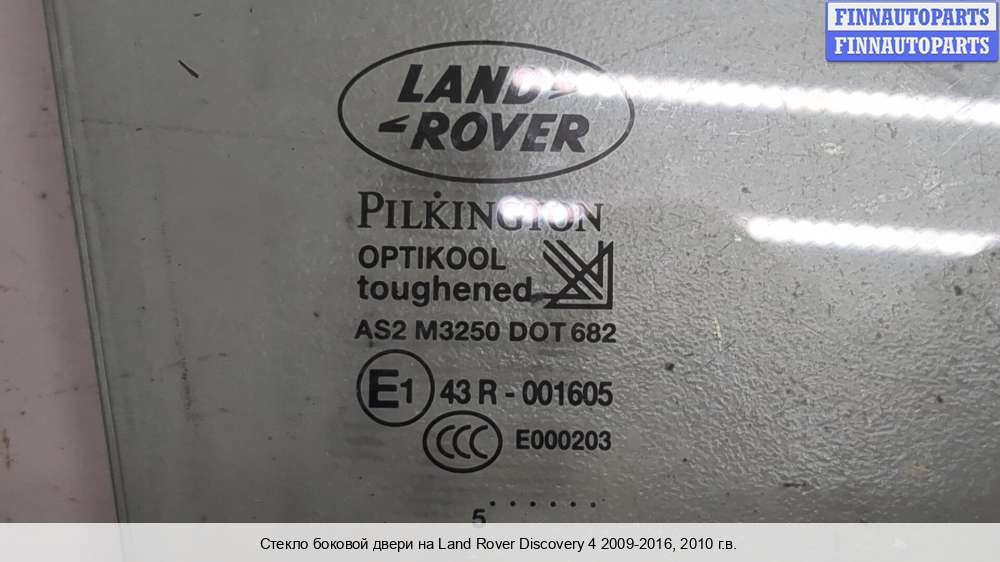 FINNAUTOPARTS
FINNAUTOPARTS
LAND
ROVER
PILKINGTON
OPTIKOOL
toughened
AS2 M3250 DOT 682
E1 43 R - 001605
CCC E000203
5 . . . . . .
Стекло боковой двери на Land Rover Discovery 4 2009-2016, 2010 г.в.